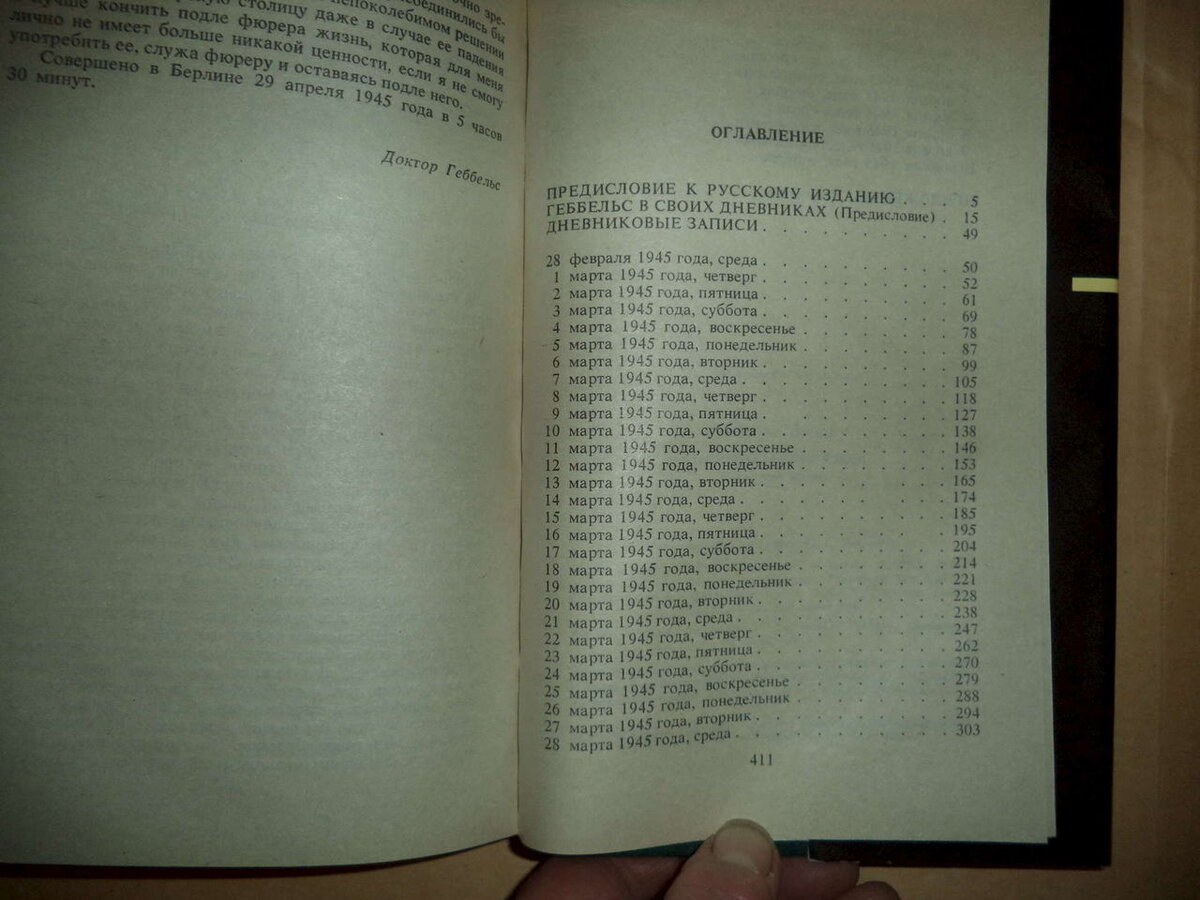 столицу даже в случае ее падения
лучше кончить подле фюрера жизнь, которая для меня
лично не имеет больше никакой ценности, если я не смогу
употребить ее, служа фюреру и оставаясь подле него.
Совершено в Берлине 29 апреля 1945 года в 5 часов
30 минут.
Доктор Геббельс
ОГЛАВЛЕНИЕ
ПРЕДИСЛОВИЕ К РУССКОМУ ИЗДАНИЮ . . . 5
ГЕББЕЛЬС В СВОИХ ДНЕВНИКАХ (Предисловие) . 15
ДНЕВНИКОВЫЕ ЗАПИСИ . . . . . . . . . . 49
28 февраля 1945 года, среда . . . . . . . . . . 50
1 марта 1945 года, четверг . . . . . . . . . . 52
2 марта 1945 года, пятница . . . . . . . . . . 61
3 марта 1945 года, суббота . . . . . . . . . . 69
4 марта 1945 года, воскресенье . . . . . . . . 78
5 марта 1945 года, понедельник . . . . . . . . 87
6 марта 1945 года, вторник . . . . . . . . . . 99
7 марта 1945 года, среда . . . . . . . . . . . 105
8 марта 1945 года, четверг . . . . . . . . . . 118
9 марта 1945 года, пятница . . . . . . . . . . 127
10 марта 1945 года, суббота . . . . . . . . . . 138
11 марта 1945 года, воскресенье . . . . . . . . 146
12 марта 1945 года, понедельник . . . . . . . . 153
13 марта 1945 года, вторник . . . . . . . . . . 165
14 марта 1945 года, среда . . . . . . . . . . . 174
15 марта 1945 года, четверг . . . . . . . . . . 185
16 марта 1945 года, пятница . . . . . . . . . . 195
17 марта 1945 года, суббота . . . . . . . . . . 204
18 марта 1945 года, воскресенье . . . . . . . . 214
19 марта 1945 года, понедельник . . . . . . . . 221
20 марта 1945 года, вторник . . . . . . . . . . 228
21 марта 1945 года, среда . . . . . . . . . . . 238
22 марта 1945 года, четверг . . . . . . . . . . 247
23 марта 1945 года, пятница . . . . . . . . . . 262
24 марта 1945 года, суббота . . . . . . . . . . 270
25 марта 1945 года, воскресенье . . . . . . . . 279
26 марта 1945 года, понедельник . . . . . . . . 288
27 марта 1945 года, вторник . . . . . . . . . . 294
28 марта 1945 года, среда . . . . . . . . . . . 303
411